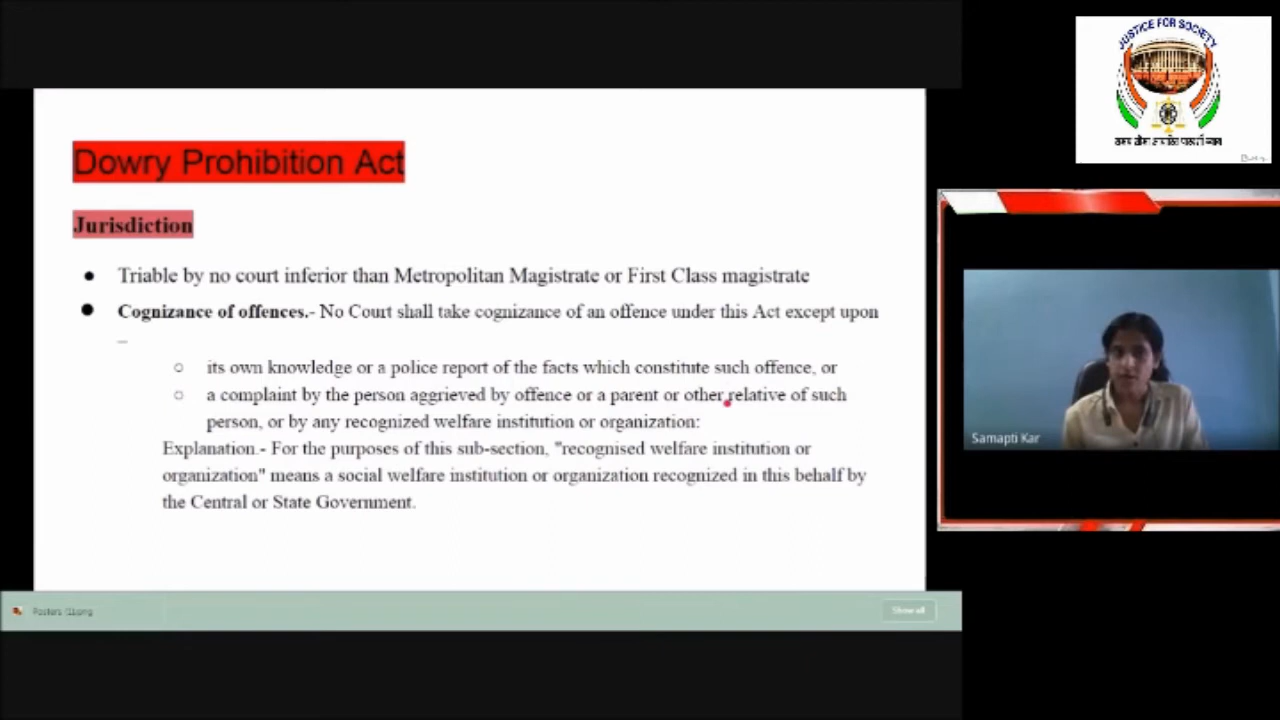 JUSTICE FOR SOCIETY
Dowry Prohibition Act
Jurisdiction
● Triable by no court inferior than Metropolitan Magistrate or First Class magistrate
● Cognizance of offences.- No Court shall take cognizance of an offence under this Act except upon
–
○ its own knowledge or a police report of the facts which constitute such offence, or
○ a complaint by the person aggrieved by offence or a parent or other relative of such
person, or by any recognized welfare institution or organization:
Explanation.- For the purposes of this sub-section, "recognised welfare institution or
organization" means a social welfare institution or organization recognized in this behalf by
the Central or State Government.
Samapti Kar
Show all